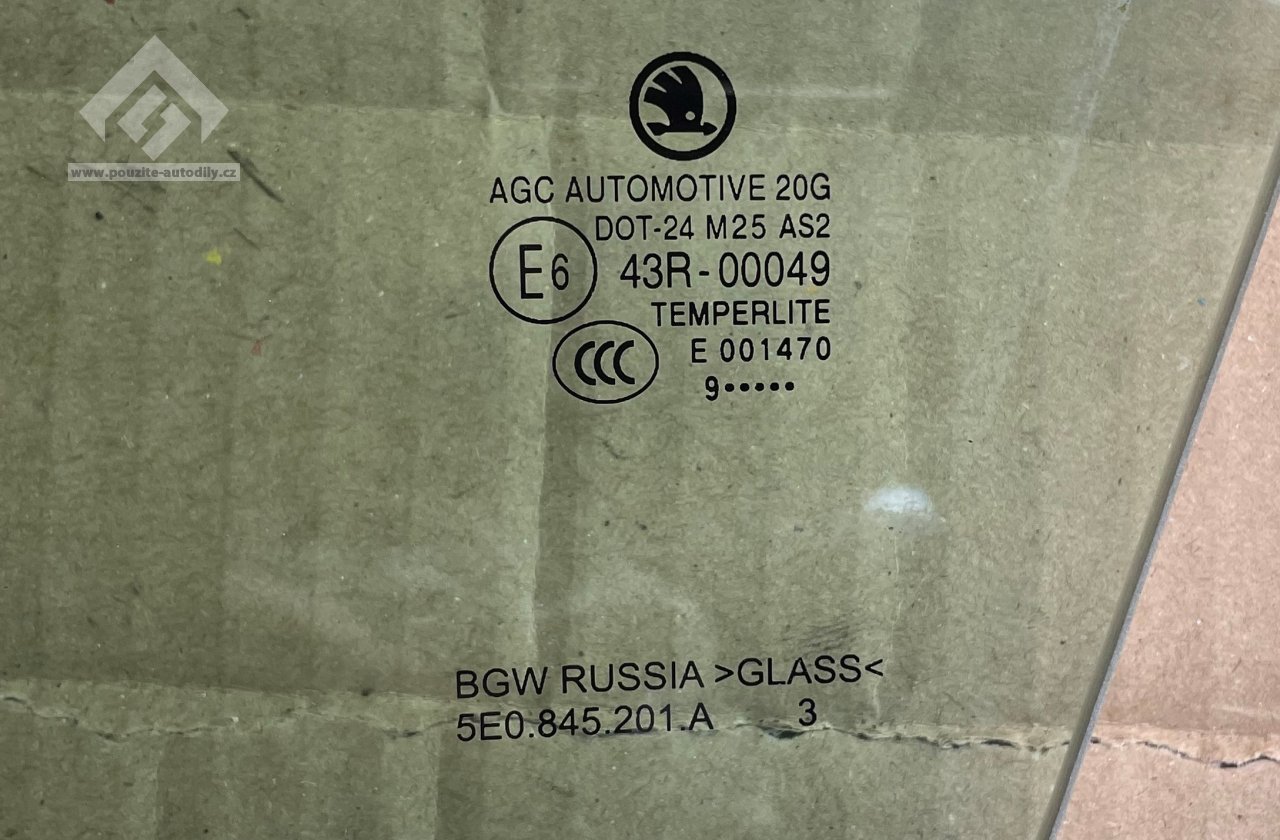 www.pouzite-autodily.cz
AGC AUTOMOTIVE 20G
DOT-24 M25 AS2
E6 43R-00049
TEMPERLITE
CCC E 001470
9•••••
BGW RUSSIA >GLASS<
5E0.845.201.A 3